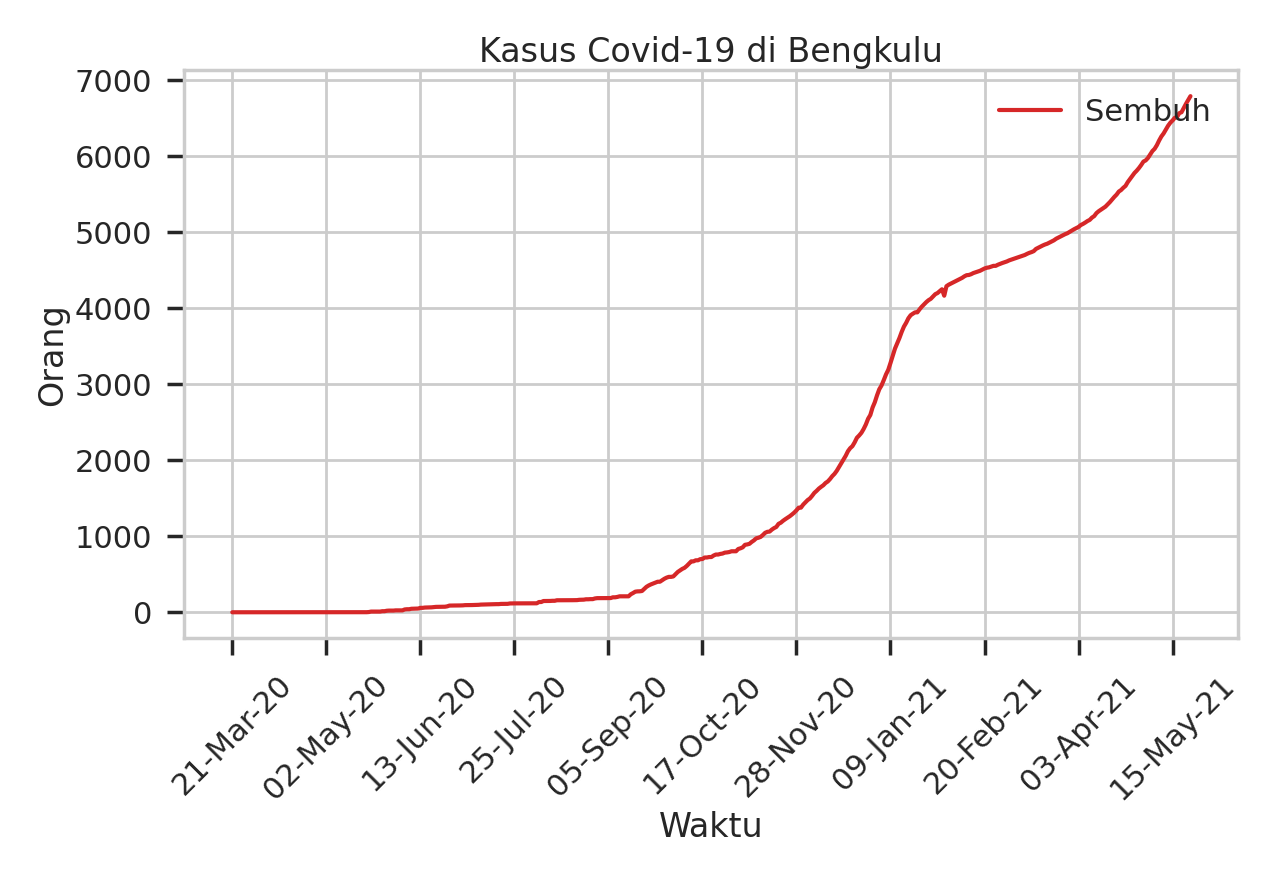 Kasus Covid-19 di Bengkulu
Sembuh
Orang
7000
6000
5000
4000
3000
2000
1000
0
21-Mar-20
02-May-20
13-Jun-20
25-Jul-20
05-Sep-20
17-Oct-20
28-Nov-20
09-Jan-21
20-Feb-21
03-Apr-21
15-May-21
Waktu